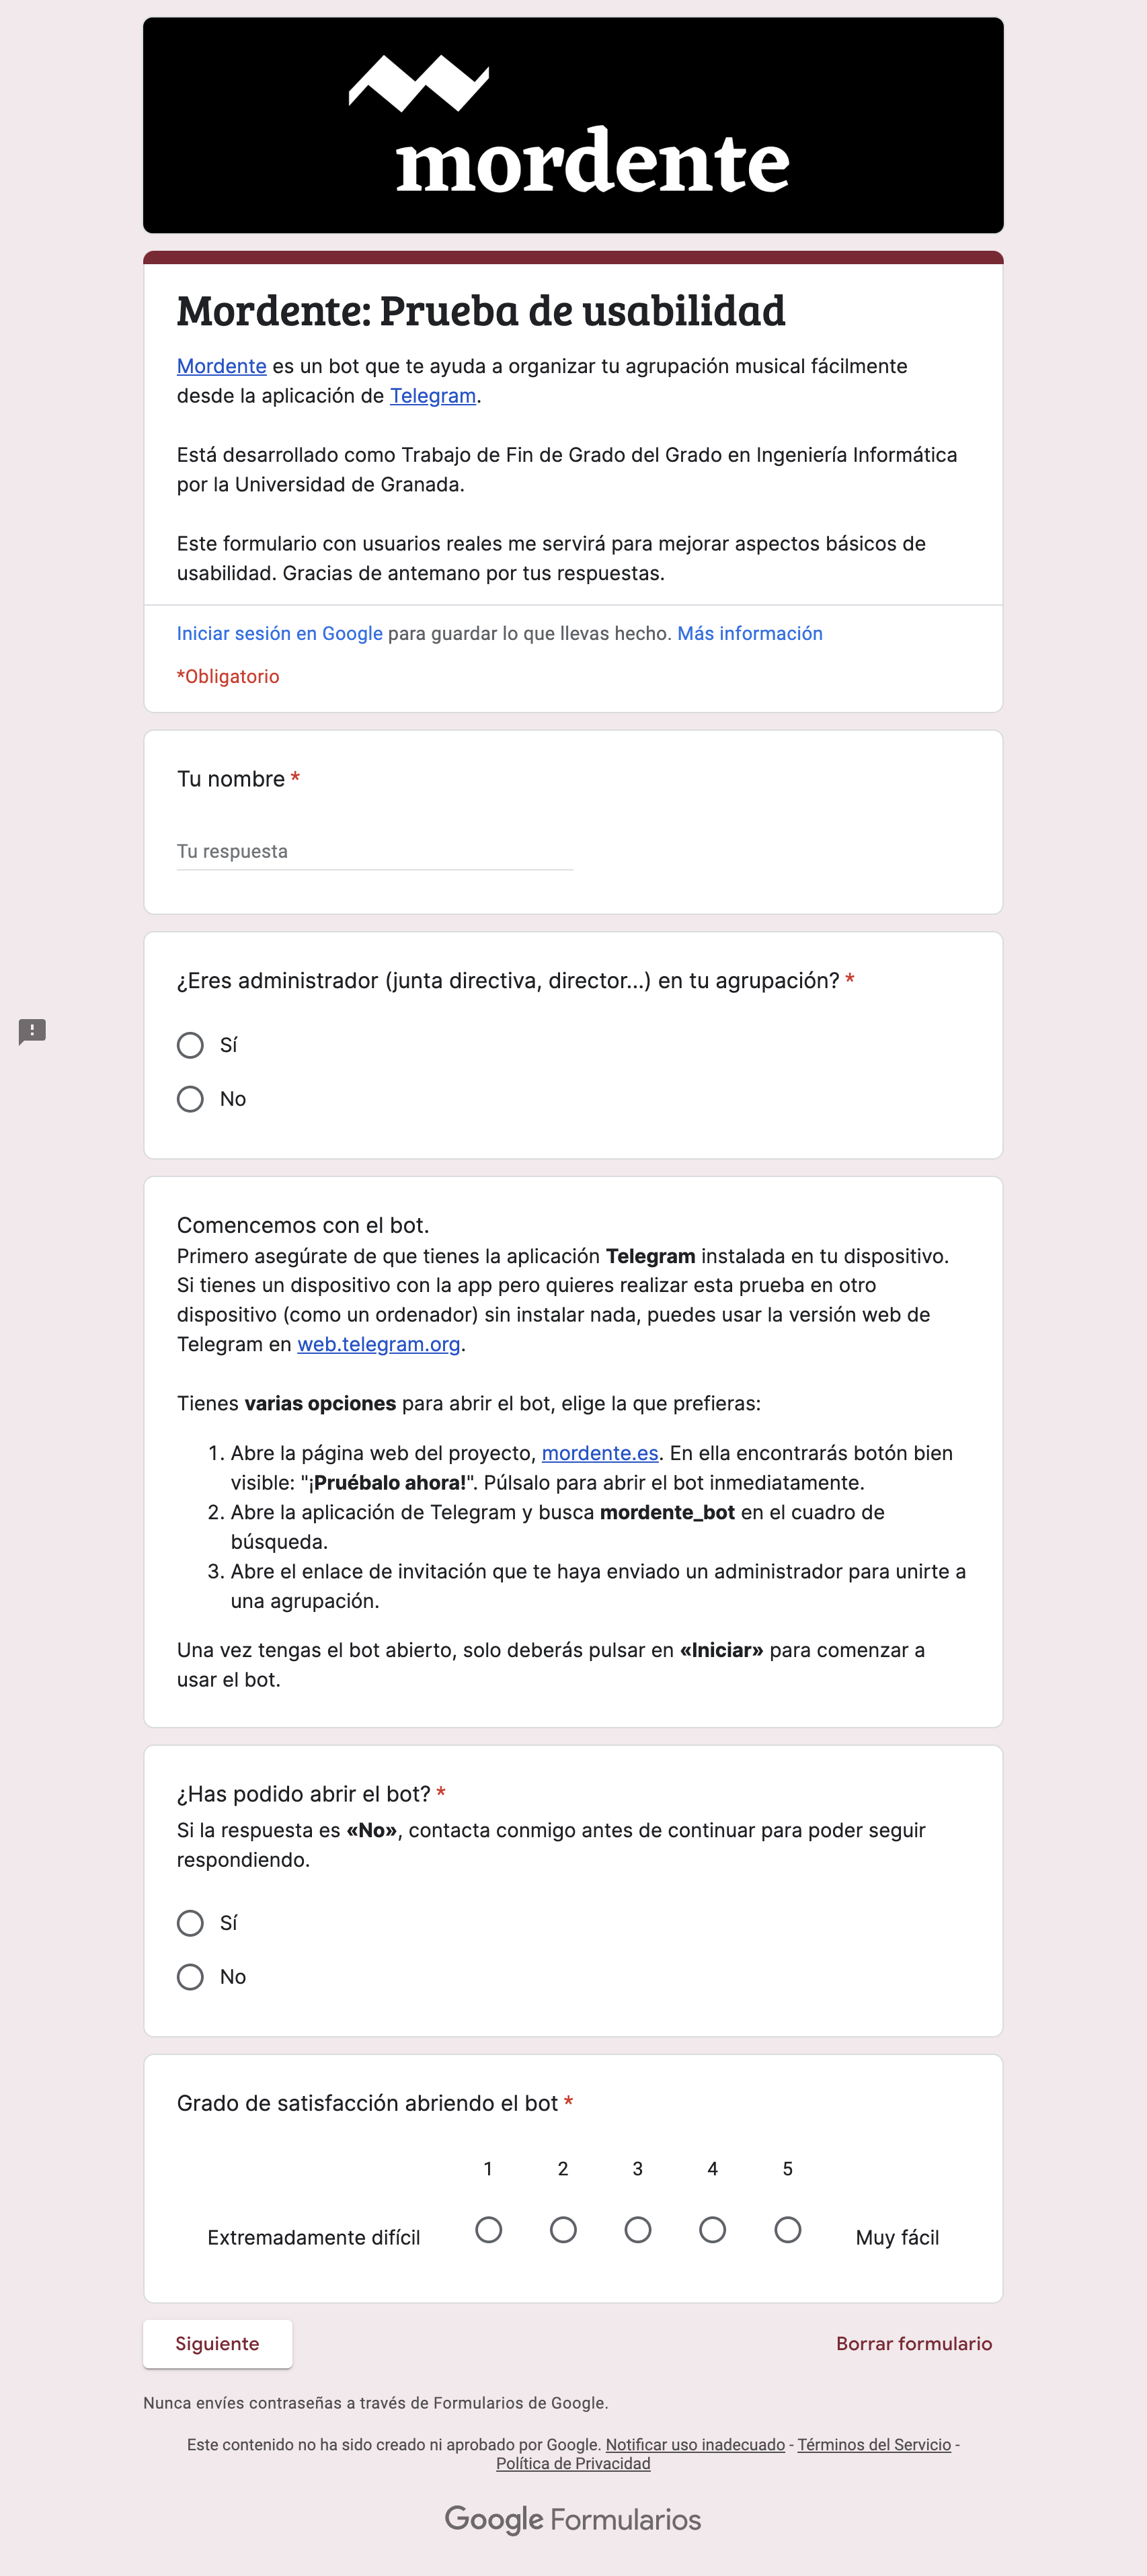 mordente
Mordente: Prueba de usabilidad
Mordente es un bot que te ayuda a organizar tu agrupación musical fácilmente
desde la aplicación de Telegram.
Está desarrollado como Trabajo de Fin de Grado del Grado en Ingeniería Informática
por la Universidad de Granada.
Este formulario con usuarios reales me servirá para mejorar aspectos básicos de
usabilidad. Gracias de antemano por tus respuestas.
Iniciar sesión en Google para guardar lo que llevas hecho. Más información
*Obligatorio
Tu nombre *
Tu respuesta
¿Eres administrador (junta directiva, director...) en tu agrupación? *
Sí
No
Comencemos con el bot.
Primero asegúrate de que tienes la aplicación Telegram instalada en tu dispositivo.
Si tienes un dispositivo con la app pero quieres realizar esta prueba en otro
dispositivo (como un ordenador) sin instalar nada, puedes usar la versión web de
Telegram en web.telegram.org.
Tienes varias opciones para abrir el bot, elige la que prefieras:
1. Abre la página web del proyecto, mordente.es. En ella encontrarás botón bien
visible: "¡Pruébalo ahora!". Púlsalo para abrir el bot inmediatamente.
2. Abre la aplicación de Telegram y busca mordente_bot en el cuadro de
búsqueda.
3. Abre el enlace de invitación que te haya enviado un administrador para unirte a
una agrupación.
Una vez tengas el bot abierto, solo deberás pulsar en «Iniciar» para comenzar a
usar el bot.
¿Has podido abrir el bot? *
Si la respuesta es «No», contacta conmigo antes de continuar para poder seguir
respondiendo.
Sí
No
Grado de satisfacción abriendo el bot *
1 2 3 4 5
Extremadamente difícil Muy fácil
Siguiente Borrar formulario
Nunca envíes contraseñas a través de Formularios de Google.
Este contenido no ha sido creado ni aprobado por Google. Notificar uso inadecuado - Términos del Servicio -
Política de Privacidad
Google Formularios